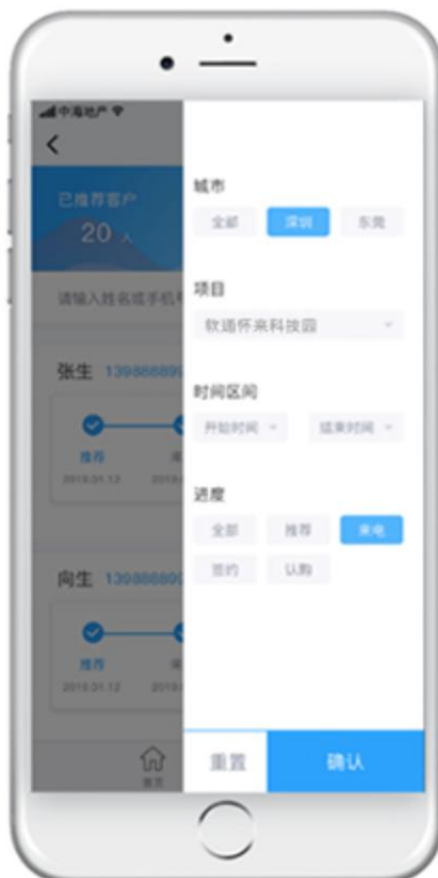 中海地产
已推荐客户
20 人
请输入姓名或手机号
张生 1398888899
推荐
2019.01.12 2019.
向生 1398888899
推荐
2019.01.12 2019.
首页
城市
全部 深圳 东莞
项目
软通怀来科技园
时间区间
开始时间 结束时间
进度
全部 推荐 来电
签约 认购
重置 确认